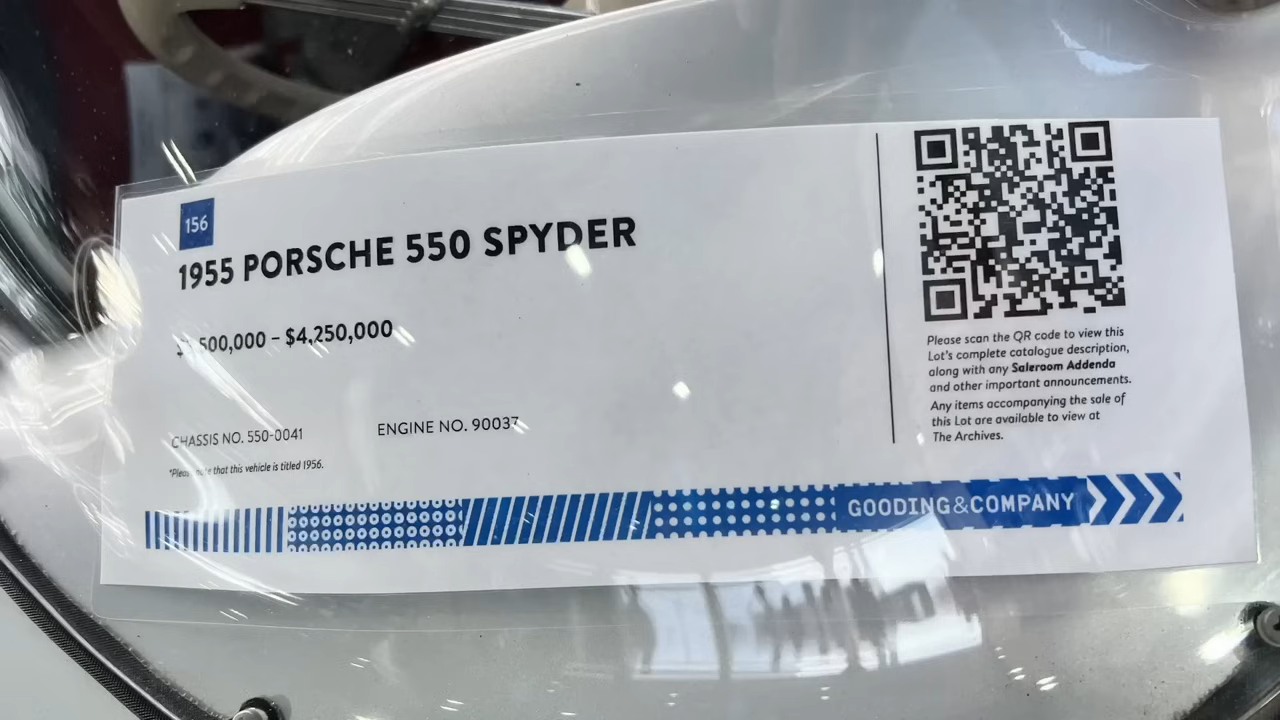 156
1955 PORSCHE 550 SPYDER
500,000 – $4,250,000
CHASSIS NO. 550-0041
ENGINE NO. 90037
note that this vehicle is titled 1956.
Please scan the QR code to view this
Lot's complete catalogue description,
along with any Saleroom Addenda
and other important announcements.
Any items accompanying the sale of
this Lot are available to view at
The Archives.
GOODING&COMPANY